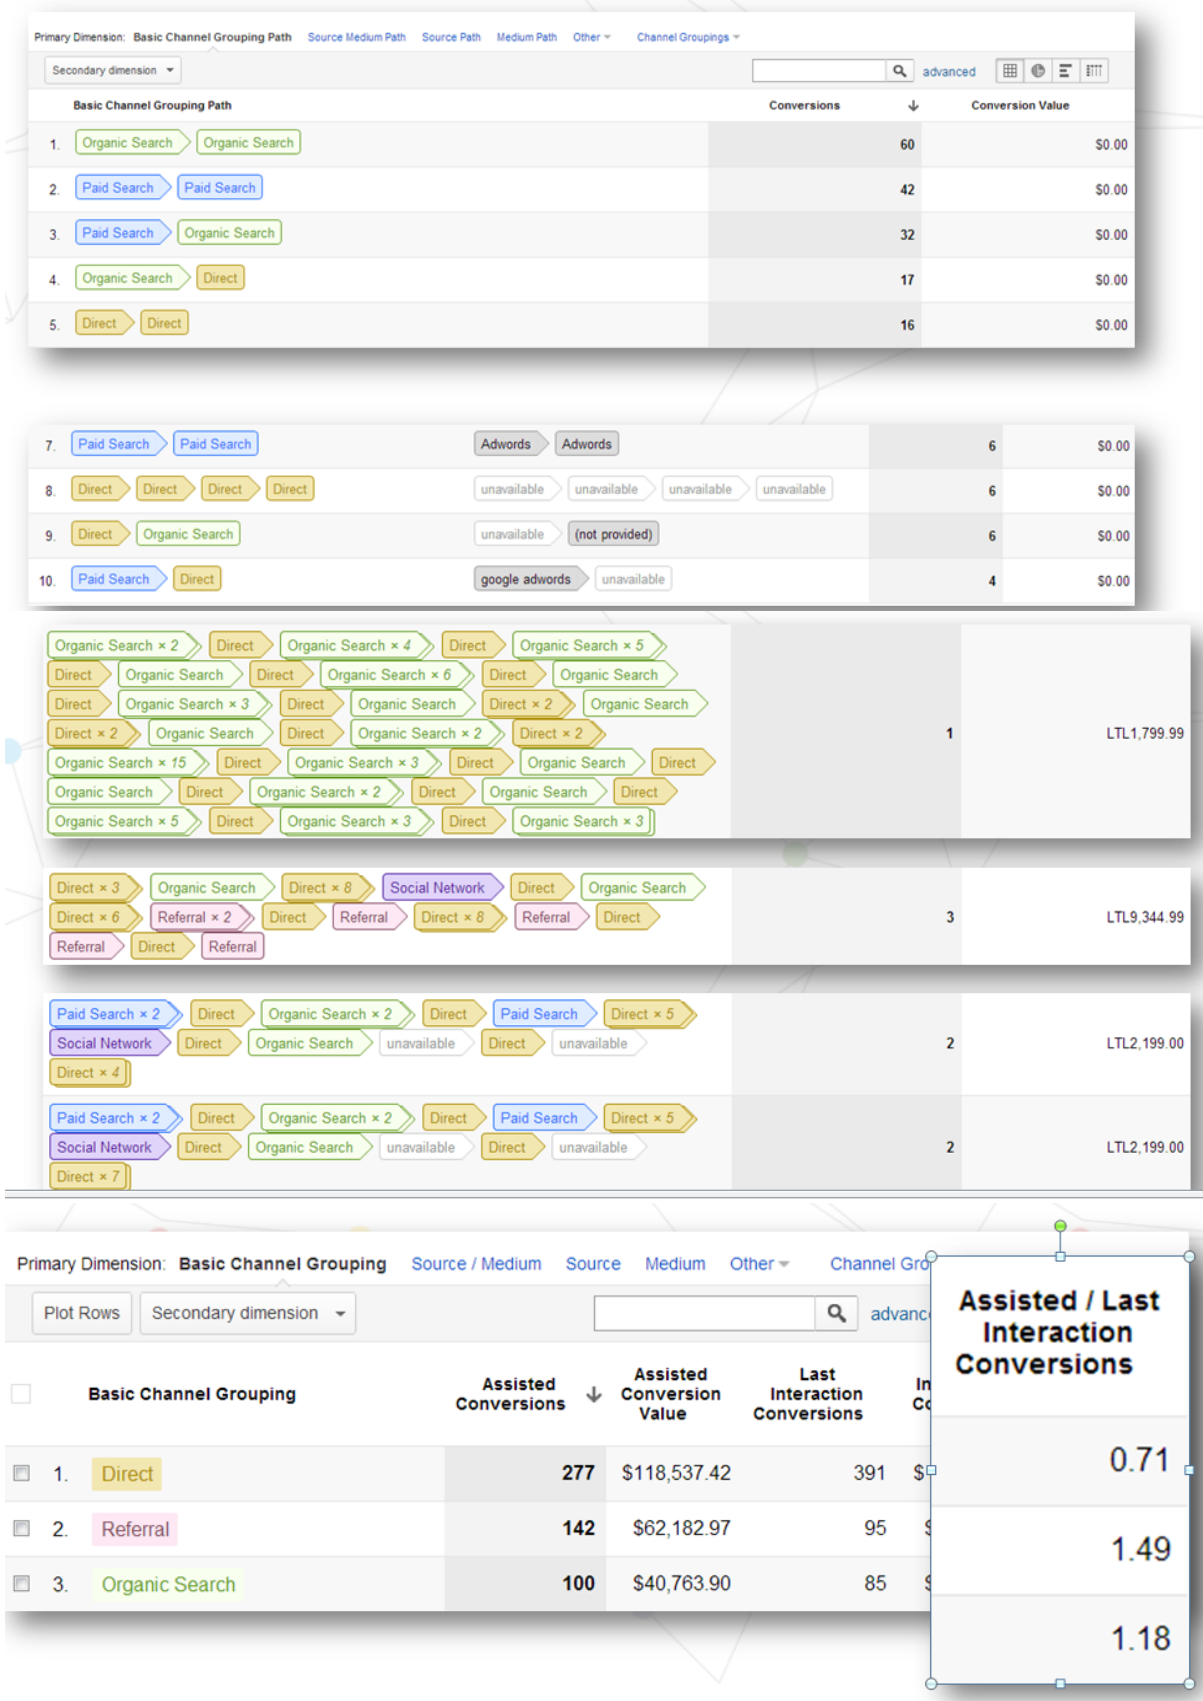 Primary Dimension: Basic Channel Grouping Path Source Medium Path Source Path Medium Path Other Channel Groupings
Secondary dimension advanced
Basic Channel Grouping Path Conversions Conversion Value
1. Organic Search Organic Search 60 $0.00
2. Paid Search Paid Search 42 $0.00
3. Paid Search Organic Search 32 $0.00
4. Organic Search Direct 17 $0.00
5. Direct Direct 16 $0.00
7. Paid Search Paid Search Adwords Adwords 6 $0.00
8. Direct Direct Direct Direct unavailable unavailable unavailable unavailable 6 $0.00
9. Direct Organic Search unavailable (not provided) 6 $0.00
10. Paid Search Direct google adwords unavailable 4 $0.00
Organic Search × 2 Direct Organic Search × 4 Direct Organic Search × 5
Direct Organic Search Direct Organic Search × 6 Direct Organic Search
Direct Organic Search × 3 Direct Organic Search Direct × 2 Organic Search
Direct × 2 Organic Search Direct Organic Search × 2 Direct × 2 1 LTL1,799.99
Organic Search × 15 Direct Organic Search × 3 Direct Organic Search Direct
Organic Search Direct Organic Search × 2 Direct Organic Search Direct
Organic Search × 5 Direct Organic Search × 3 Direct Organic Search × 3
Direct × 3 Organic Search Direct × 8 Social Network Direct Organic Search
Direct × 6 Referral × 2 Direct Referral Direct × 8 Referral Direct 3 LTL9,344.99
Referral Direct Referral
Paid Search × 2 Direct Organic Search × 2 Direct Paid Search Direct × 5
Social Network Direct Organic Search unavailable Direct unavailable 2 LTL2,199.00
Direct × 4
Paid Search × 2 Direct Organic Search × 2 Direct Paid Search Direct × 5
Social Network Direct Organic Search unavailable Direct unavailable 2 LTL2,199.00
Direct × 7
Primary Dimension: Basic Channel Grouping Source / Medium Source Medium Other Channel Gro
Plot Rows Secondary dimension advanc
Basic Channel Grouping Assisted Conversions Assisted Conversion Value Last Interaction Conversions In Co
Assisted / Last Interaction Conversions
1. Direct 277 $118,537.42 391 $ 0.71
2. Referral 142 $62,182.97 95 $ 1.49
3. Organic Search 100 $40,763.90 85 $ 1.18